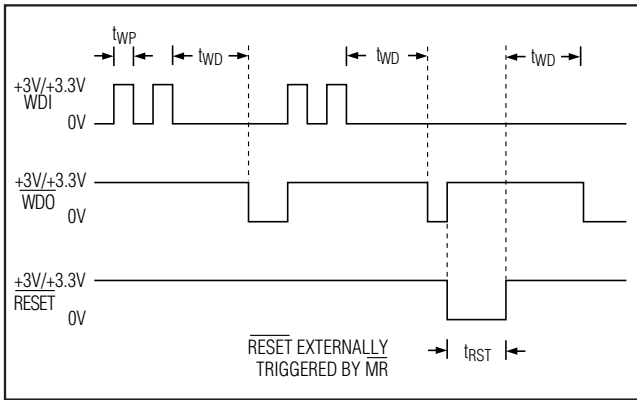 tWP
tWD
tWD
tWD
+3V/+3.3V
WDI
0V
+3V/+3.3V
WDO
0V
+3V/+3.3V
RESET
0V
RESET EXTERNALLY
TRIGGERED BY MR
tRST